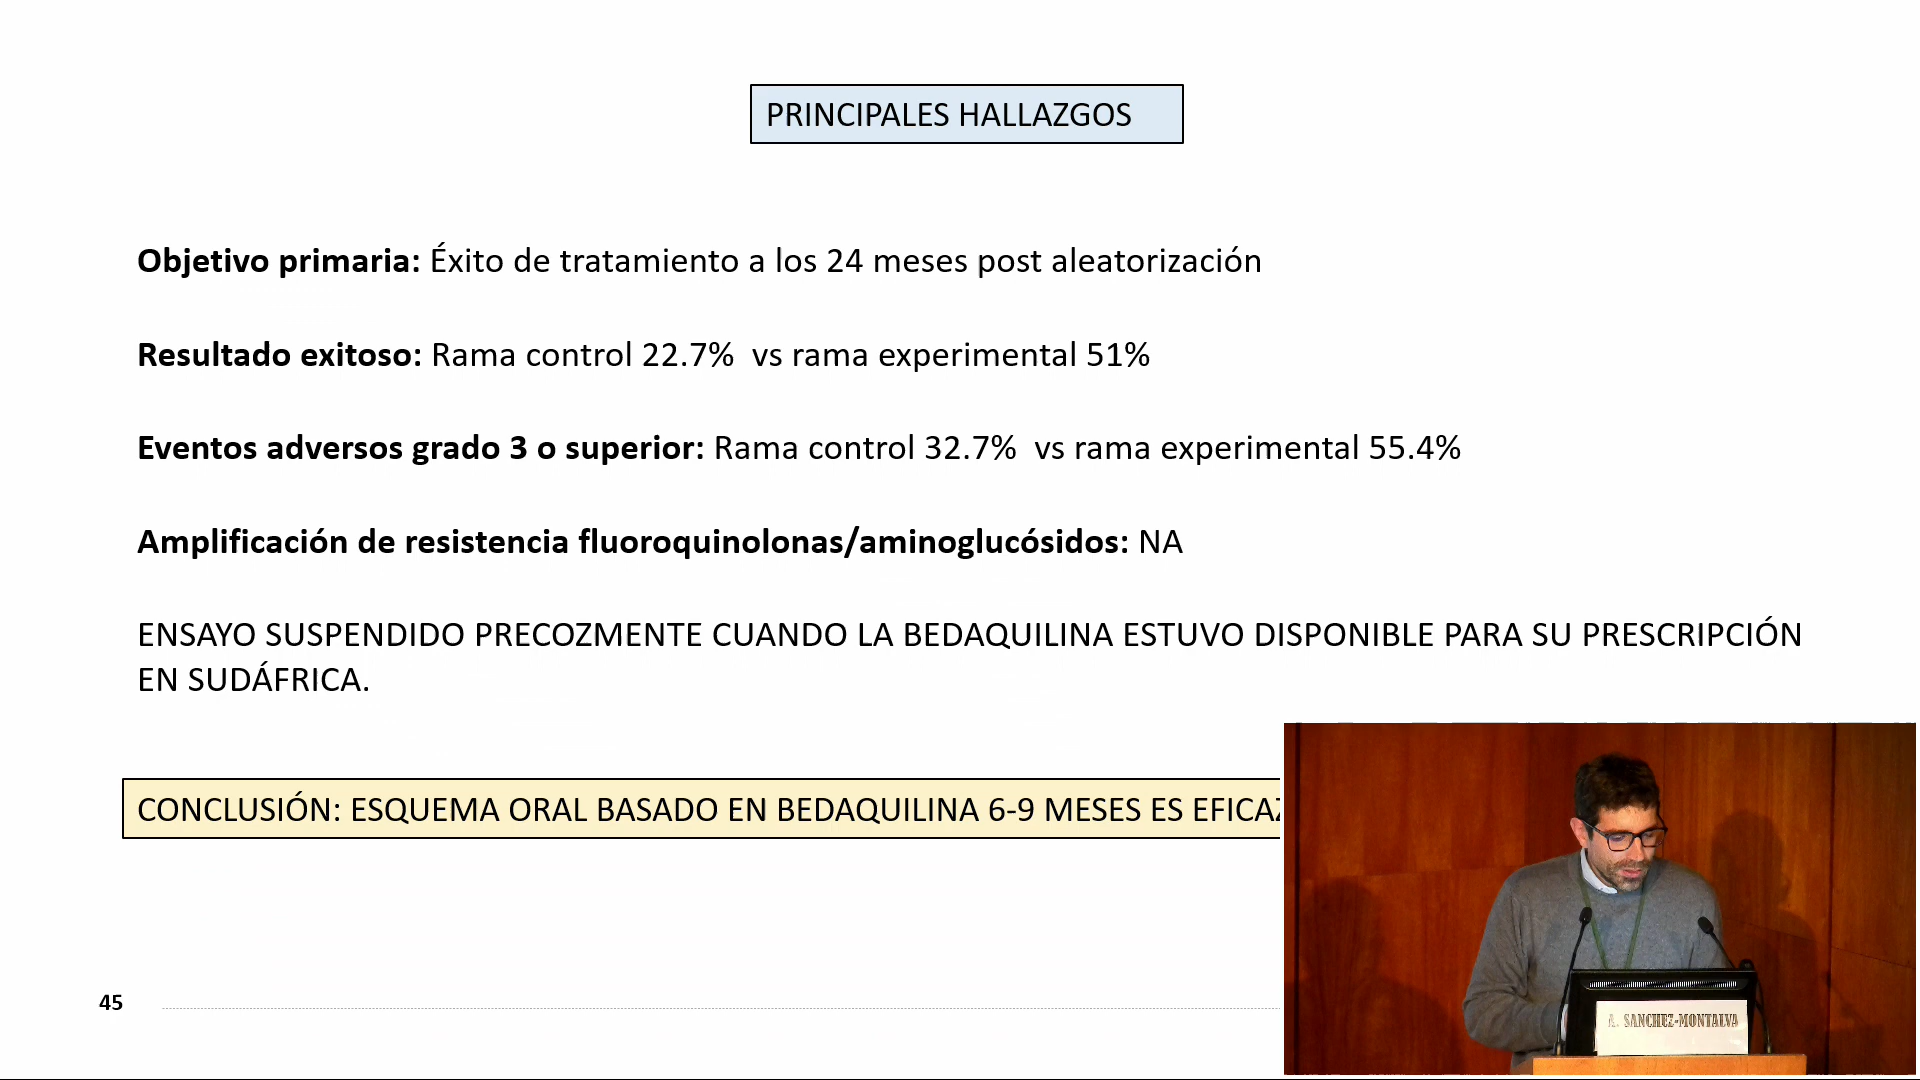 PRINCIPALES HALLAZGOS
Objetivo primaria: Éxito de tratamiento a los 24 meses post aleatorización
Resultado exitoso: Rama control 22.7% vs rama experimental 51%
Eventos adversos grado 3 o superior: Rama control 32.7% vs rama experimental 55.4%
Amplificación de resistencia fluoroquinolonas/aminoglucósidos: NA
ENSAYO SUSPENDIDO PRECOZMENTE CUANDO LA BEDAQUILINA ESTUVO DISPONIBLE PARA SU PRESCRIPCIÓN
EN SUDÁFRICA.
CONCLUSIÓN: ESQUEMA ORAL BASADO EN BEDAQUILINA 6-9 MESES ES EFICAZ
45
A. SANCHEZ-MONTALVA